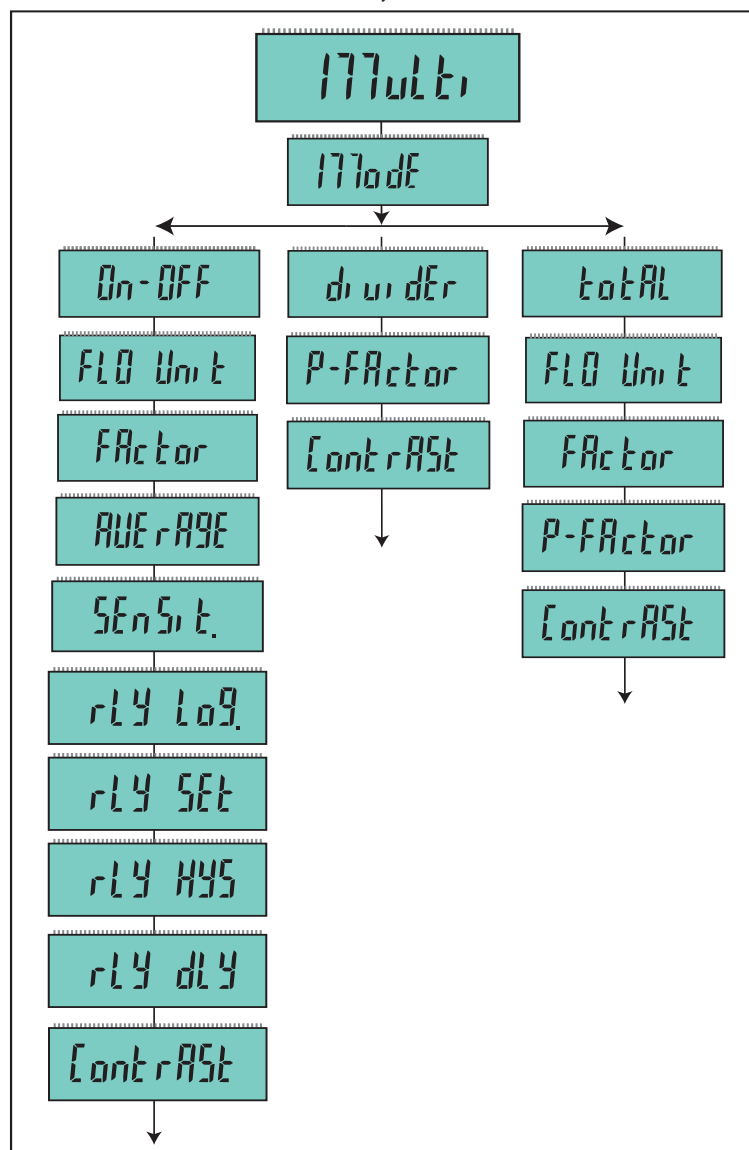 Multi
ModE
On-OFF
FLO Unit
FActor
AVErAgE
SEnSit.
rLY Log.
rLY SEt
rLY HYS
rLY dLY
ContrASt
dividEr
P-FActor
ContrASt
totAL
FLO Unit
FActor
P-FActor
ContrASt